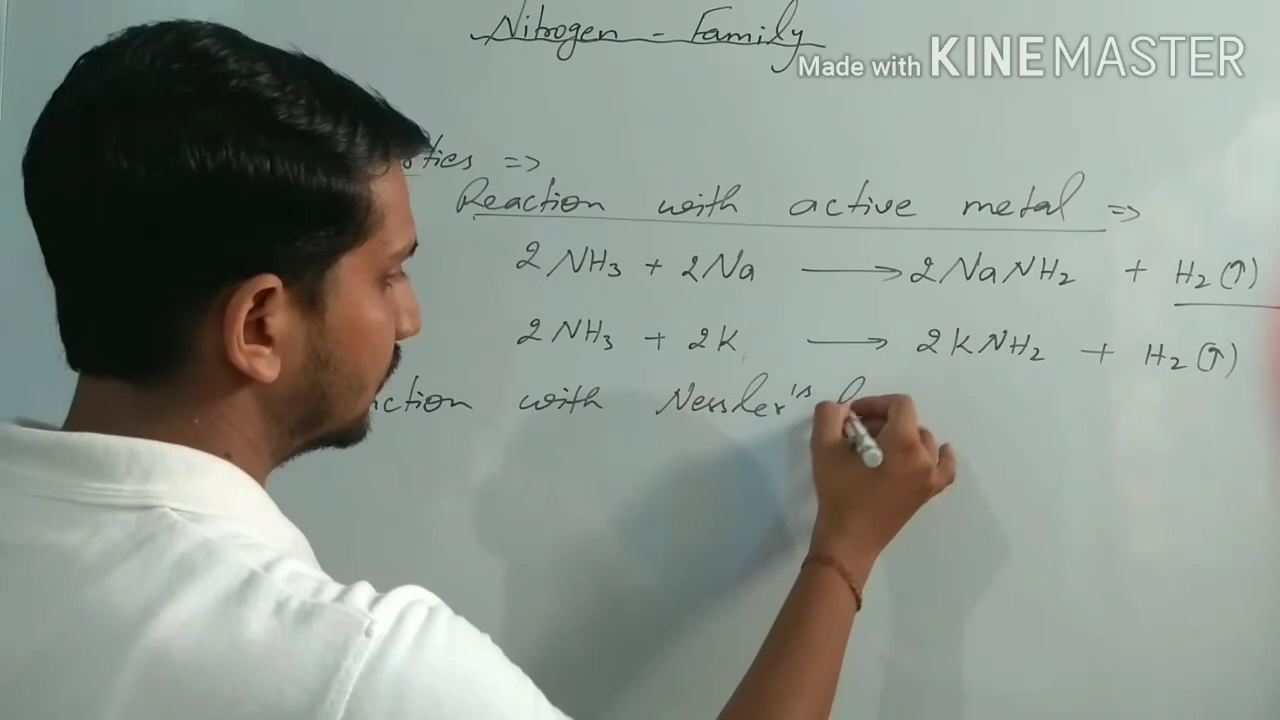 Nitrogen - Family
Made with KINEMASTER
ties =>
Reaction with active metal =>
2NH₃ + 2Na ⟶ 2NaNH₂ + H₂(↑)
2NH₃ + 2K ⟶ 2KNH₂ + H₂(↑)
ction with Nessler's